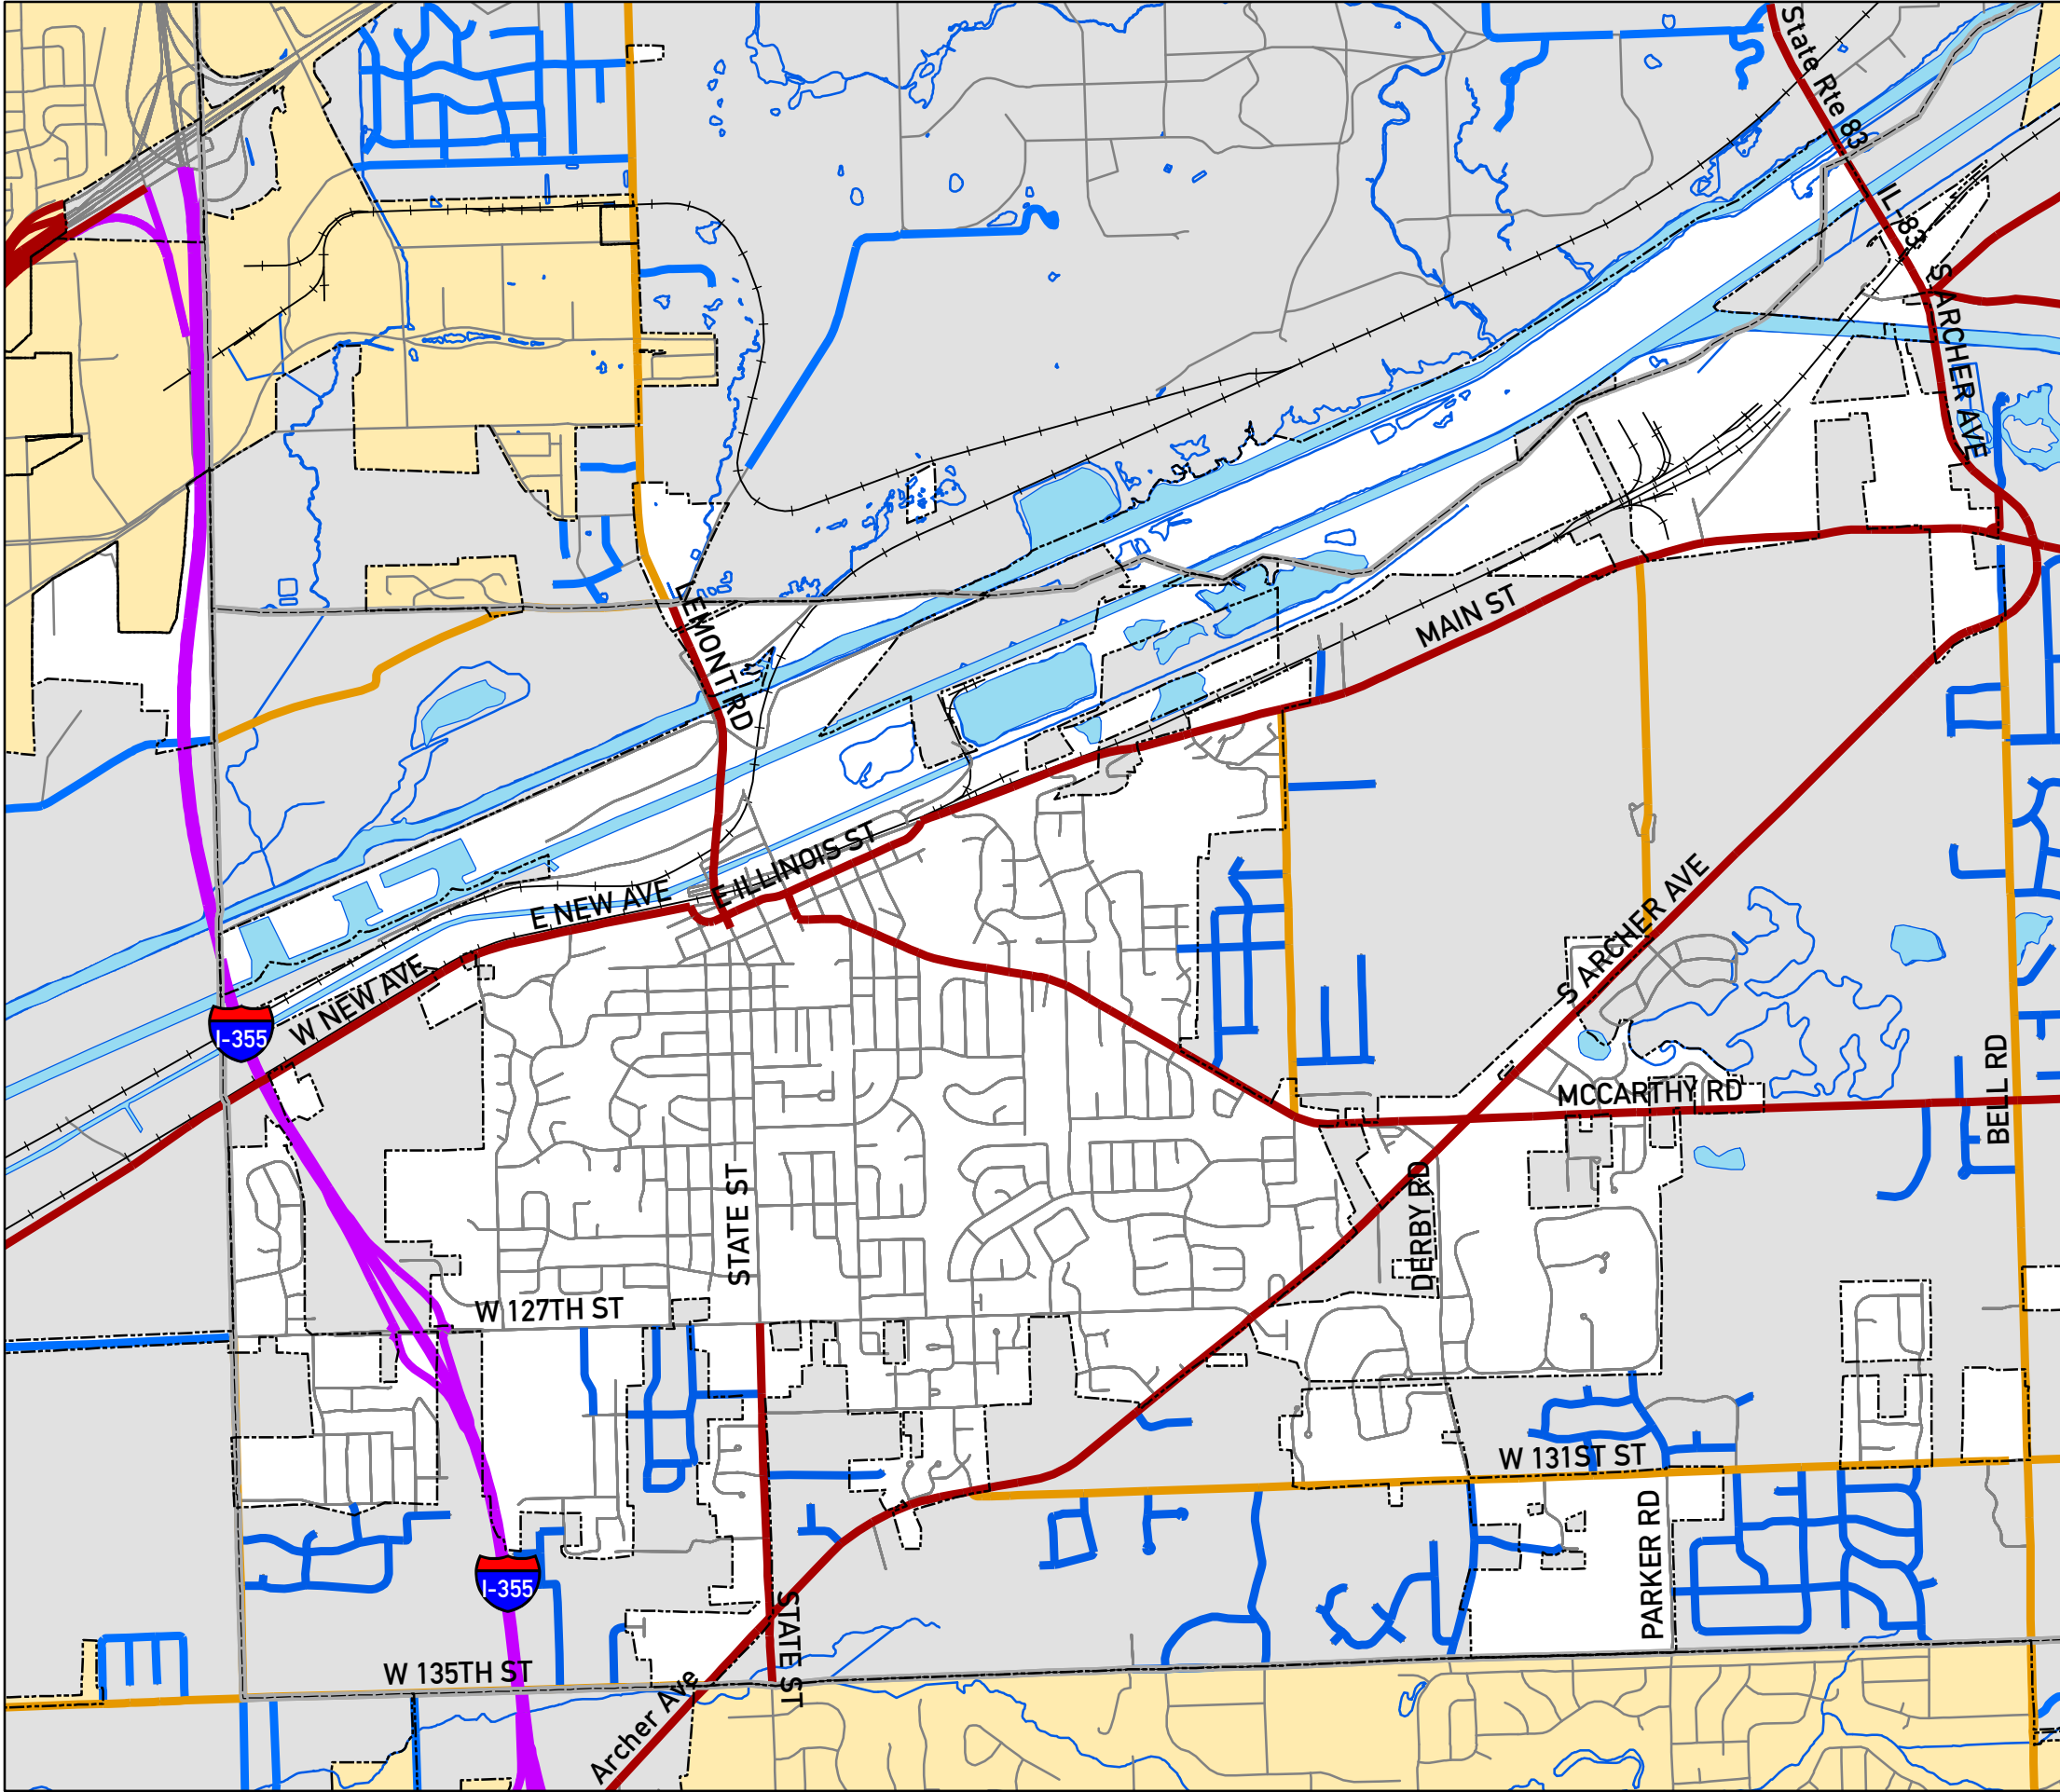 State Rte 83
IL-83
S ARCHER AVE
LEMONT RD
MAIN ST
E ILLINOIS ST
E NEW AVE
S ARCHER AVE
W NEW AVE
I-355
MCCARTHY RD
BELL RD
STATE ST
DERBY RD
W 127TH ST
W 131ST ST
PARKER RD
I-355
STATE ST
W 135TH ST
Archer Ave